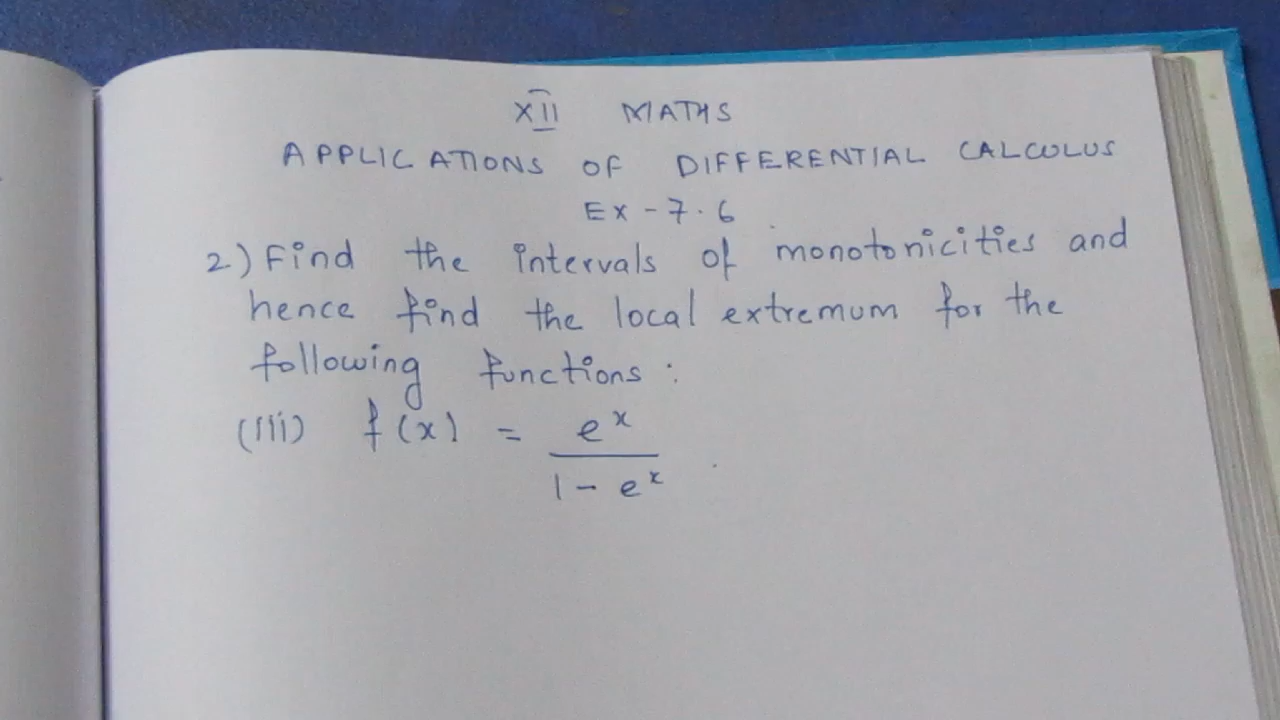 XII MATHS
APPLICATIONS OF DIFFERENTIAL CALCULUS
Ex - 7.6
2) Find the intervals of monotonicities and
hence find the local extremum for the
following functions :
(iii) f(x) = e^x / 1 - e^x